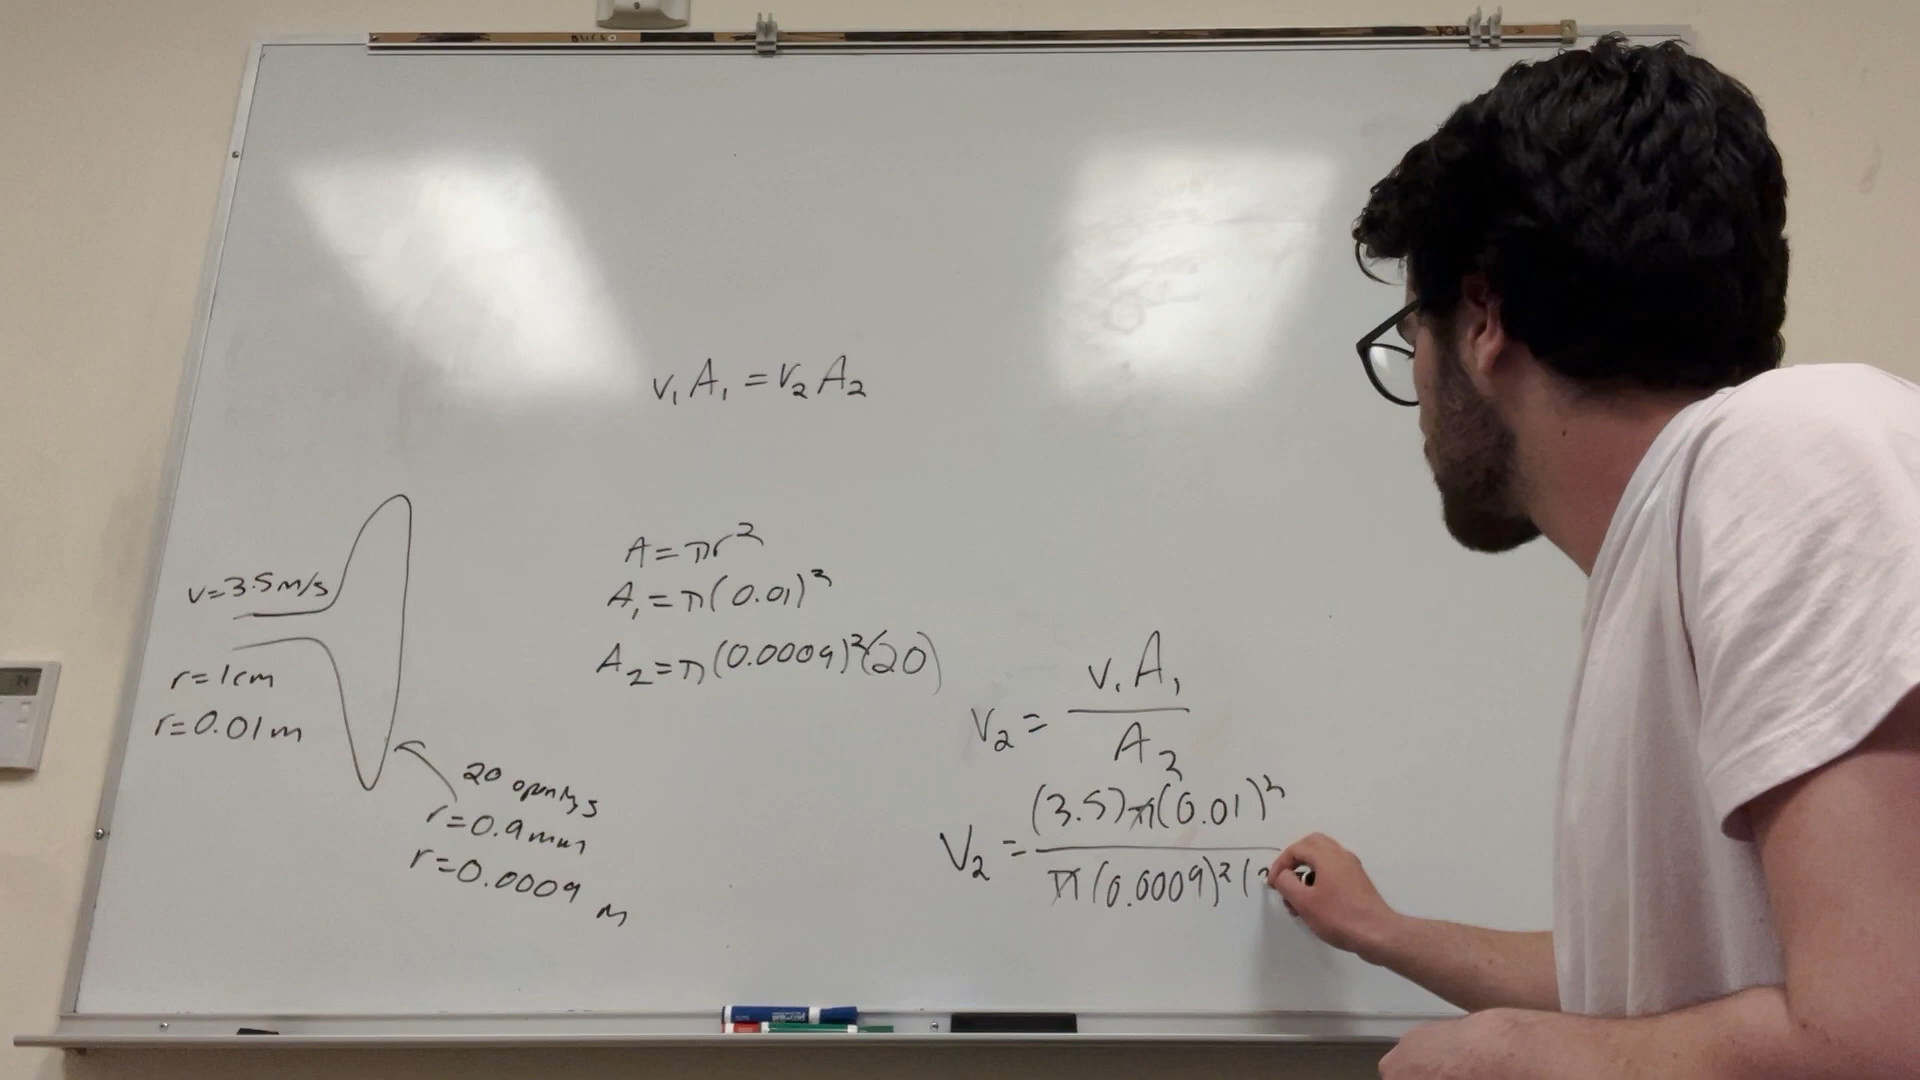 v₁A₁ = v₂A₂
v=3.5m/s
r=1cm
r=0.01m
20 openings
r=0.9mm
r=0.0009 m
A=πr²
A₁=π(0.01)²
A₂=π(0.0009)²(20)
v₂ = v₁A₁ / A₂
v₂ = (3.5)π(0.01)² / π(0.0009)²(